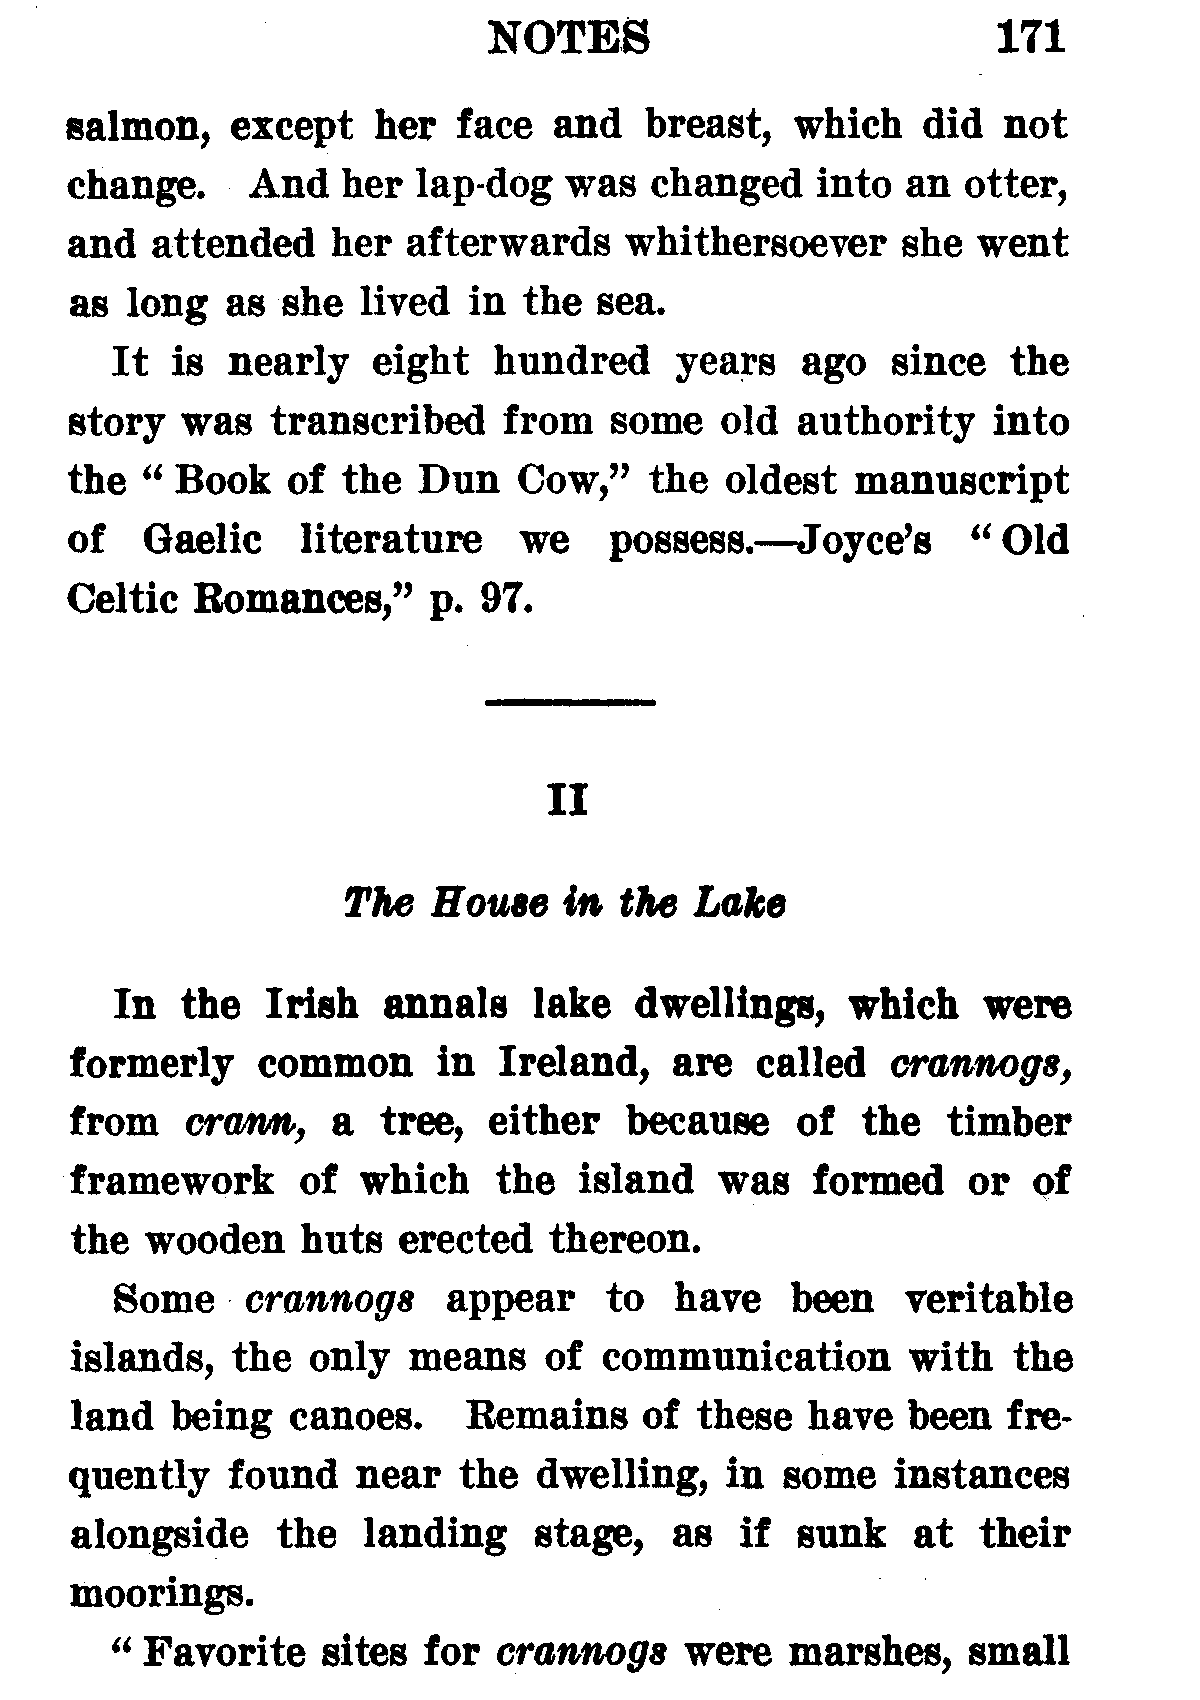 NOTES 171
salmon, except her face and breast, which did not
change. And her lap-dog was changed into an otter,
and attended her afterwards whithersoever she went
as long as she lived in the sea.
It is nearly eight hundred years ago since the
story was transcribed from some old authority into
the “ Book of the Dun Cow,” the oldest manuscript
of Gaelic literature we possess.—Joyce’s “ Old
Celtic Romances,” p. 97.
II
The House in the Lake
In the Irish annals lake dwellings, which were
formerly common in Ireland, are called crannogs,
from crann, a tree, either because of the timber
framework of which the island was formed or of
the wooden huts erected thereon.
Some crannogs appear to have been veritable
islands, the only means of communication with the
land being canoes. Remains of these have been fre-
quently found near the dwelling, in some instances
alongside the landing stage, as if sunk at their
moorings.
“ Favorite sites for crannogs were marshes, small